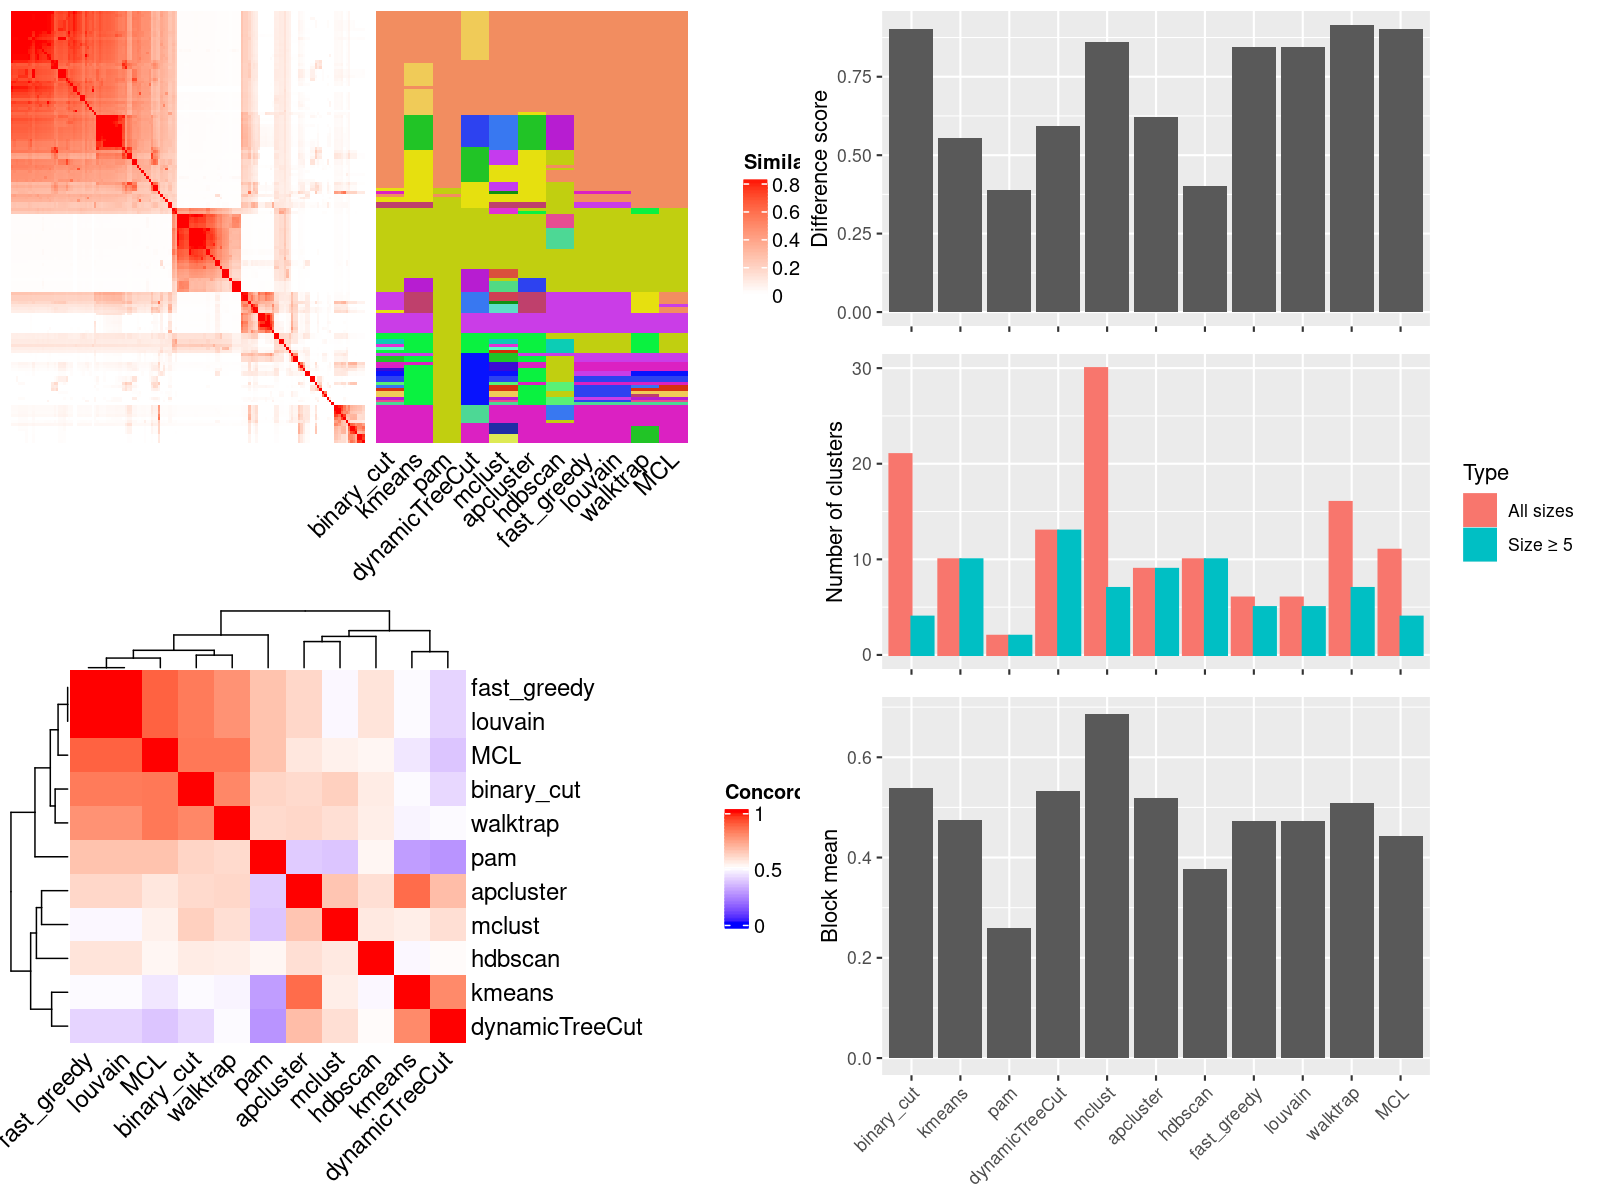 Simila
0.8
0.6
0.4
0.2
0
binary_cut
kmeans
pam
dynamicTreeCut
mclust
apcluster
hdbscan
fast_greedy
louvain
walktrap
MCL
fast_greedy
louvain
MCL
binary_cut
walktrap
pam
apcluster
mclust
hdbscan
kmeans
dynamicTreeCut
fast_greedy
louvain
MCL
binary_cut
walktrap
pam
apcluster
mclust
hdbscan
kmeans
dynamicTreeCut
Concord
1
0.5
0
Difference score
0.75
0.50
0.25
0.00
Number of clusters
30
20
10
0
Type
All sizes
Size ≥ 5
Block mean
0.6
0.4
0.2
0.0
binary_cut
kmeans
pam
dynamicTreeCut
mclust
apcluster
hdbscan
fast_greedy
louvain
walktrap
MCL